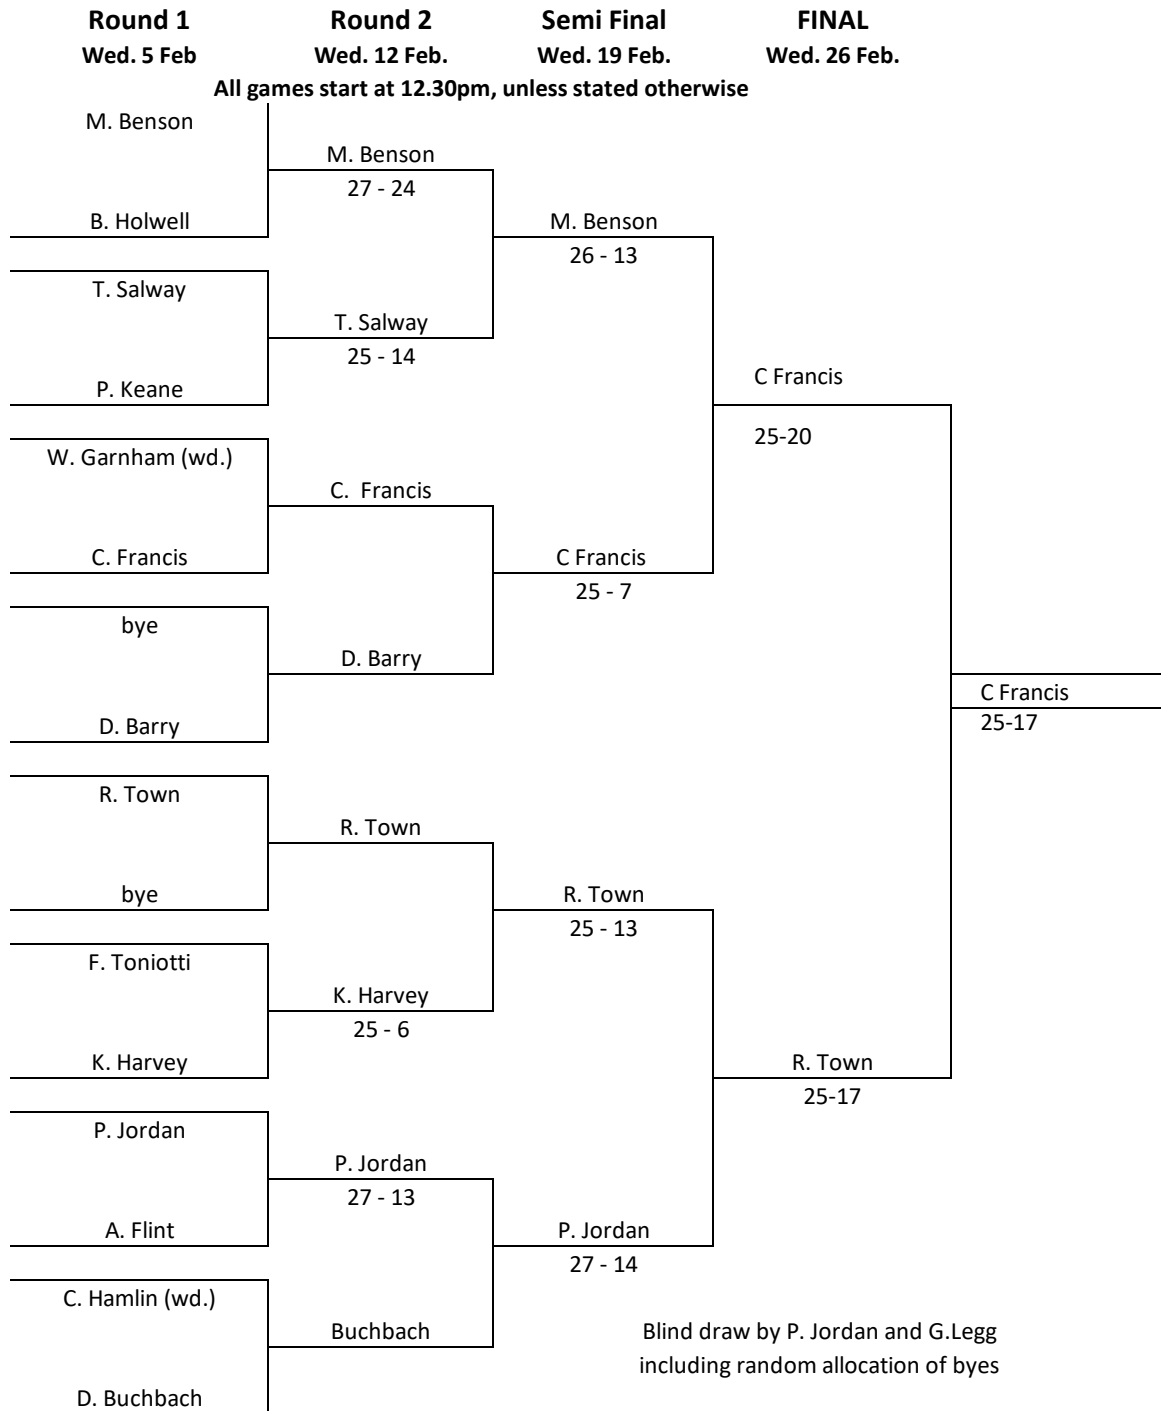 Round 1 Round 2 Semi Final FINAL
Wed. 5 Feb Wed. 12 Feb. Wed. 19 Feb. Wed. 26 Feb.
All games start at 12.30pm, unless stated otherwise
M. Benson
M. Benson
27 - 24
B. Holwell M. Benson
26 - 13
T. Salway
T. Salway
25 - 14
C Francis
P. Keane
25-20
W. Garnham (wd.)
C. Francis
C. Francis C Francis
25 - 7
bye
D. Barry
C Francis
D. Barry 25-17
R. Town
R. Town
bye R. Town
25 - 13
F. Toniotti
K. Harvey
25 - 6
K. Harvey R. Town
25-17
P. Jordan
P. Jordan
27 - 13
A. Flint P. Jordan
27 - 14
C. Hamlin (wd.)
Buchbach Blind draw by P. Jordan and G.Legg
including random allocation of byes
D. Buchbach